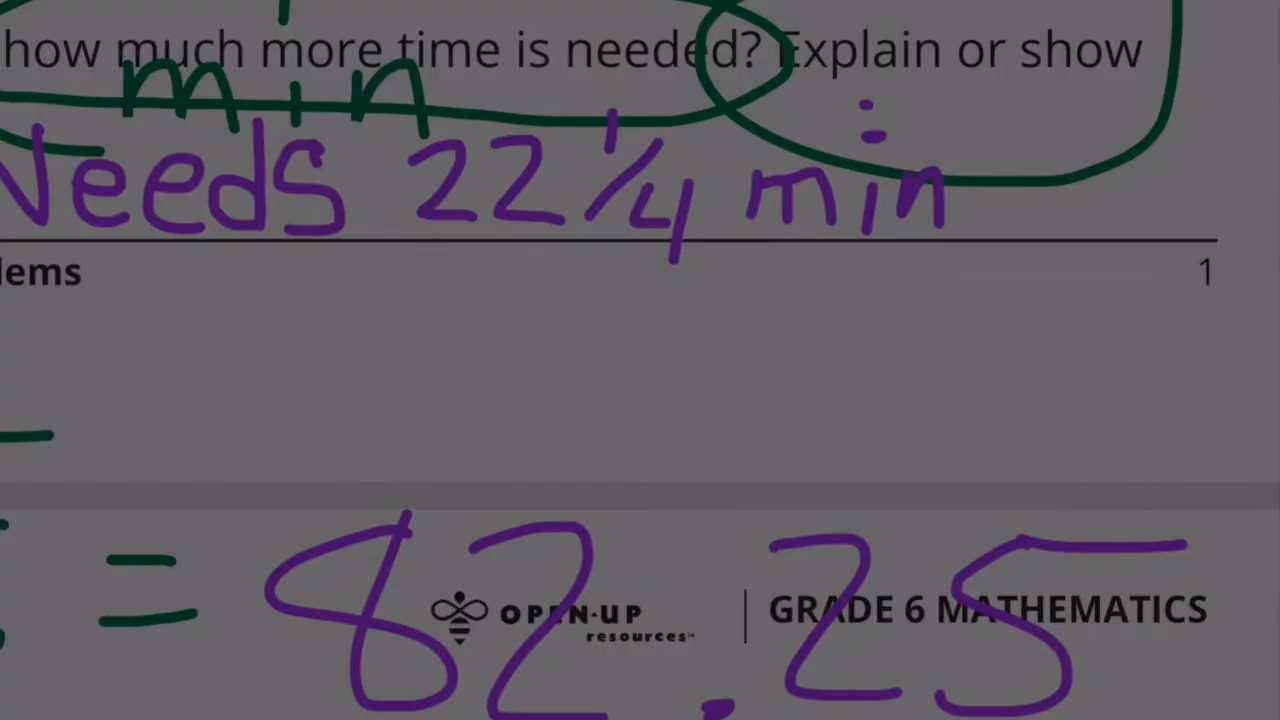 how much more time is needed? Explain or show
min
Needs 22 1/4 min
lems
1
= 82.25
OPEN-UP
resources™
GRADE 6 MATHEMATICS